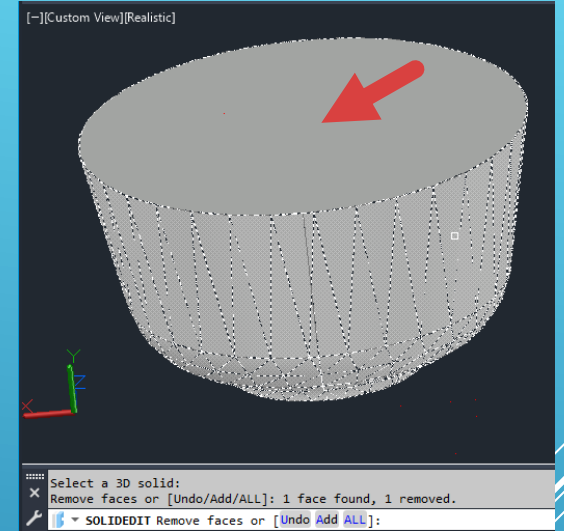 [−][Custom View][Realistic]
Y
Z
X
Select a 3D solid:
Remove faces or [Undo/Add/ALL]: 1 face found, 1 removed.
SOLIDEDIT Remove faces or [Undo Add ALL]: